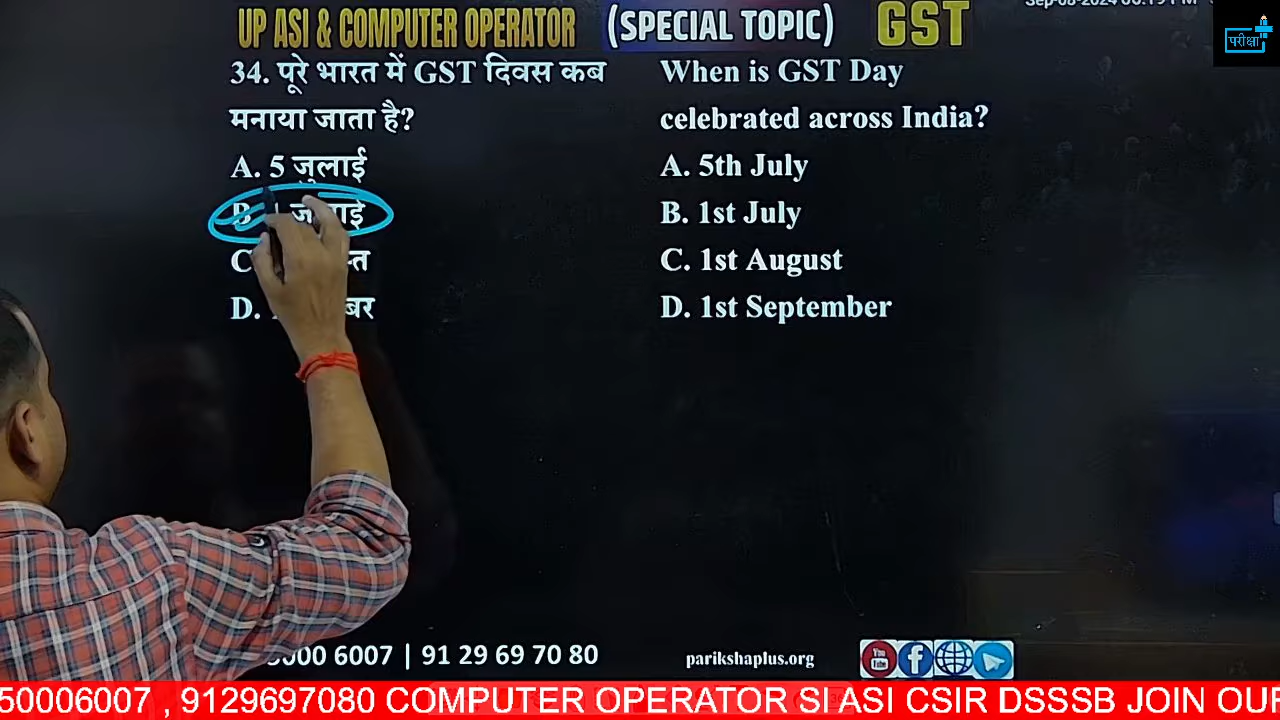 UP ASI & COMPUTER OPERATOR (SPECIAL TOPIC) GST
परीक्षा
34. पूरे भारत में GST दिवस कब
मनाया जाता है?
A. 5 जुलाई
B.
C
D.
When is GST Day
celebrated across India?
A. 5th July
B. 1st July
C. 1st August
D. 1st September
6007 | 91 29 69 70 80
parikshaplus.org
You
Tube
50006007 , 9129697080 COMPUTER OPERATOR SI ASI CSIR DSSSB JOIN OUR